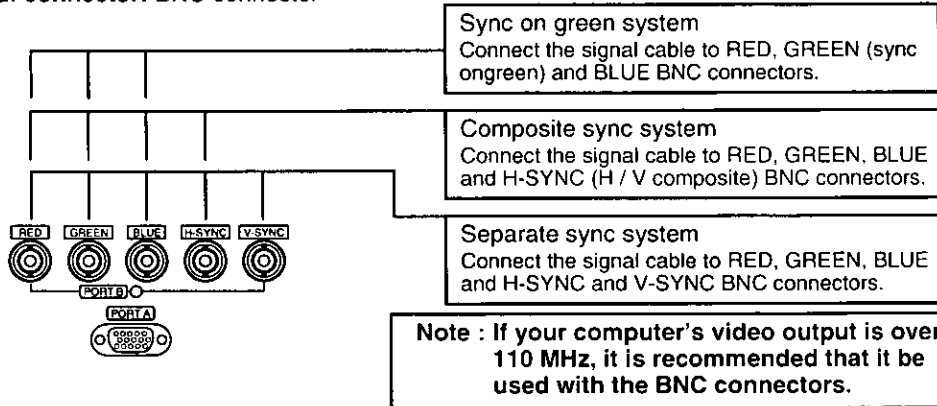 connector: BNC connector
Sync on green system
Connect the signal cable to RED, GREEN (sync
ongreen) and BLUE BNC connectors.
Composite sync system
Connect the signal cable to RED, GREEN, BLUE
and H-SYNC (H / V composite) BNC connectors.
Separate sync system
Connect the signal cable to RED, GREEN, BLUE
and H-SYNC and V-SYNC BNC connectors.
RED GREEN BLUE H-SYNC V-SYNC
PORT B
PORT A
Note : If your computer's video output is over
110 MHz, it is recommended that it be
used with the BNC connectors.